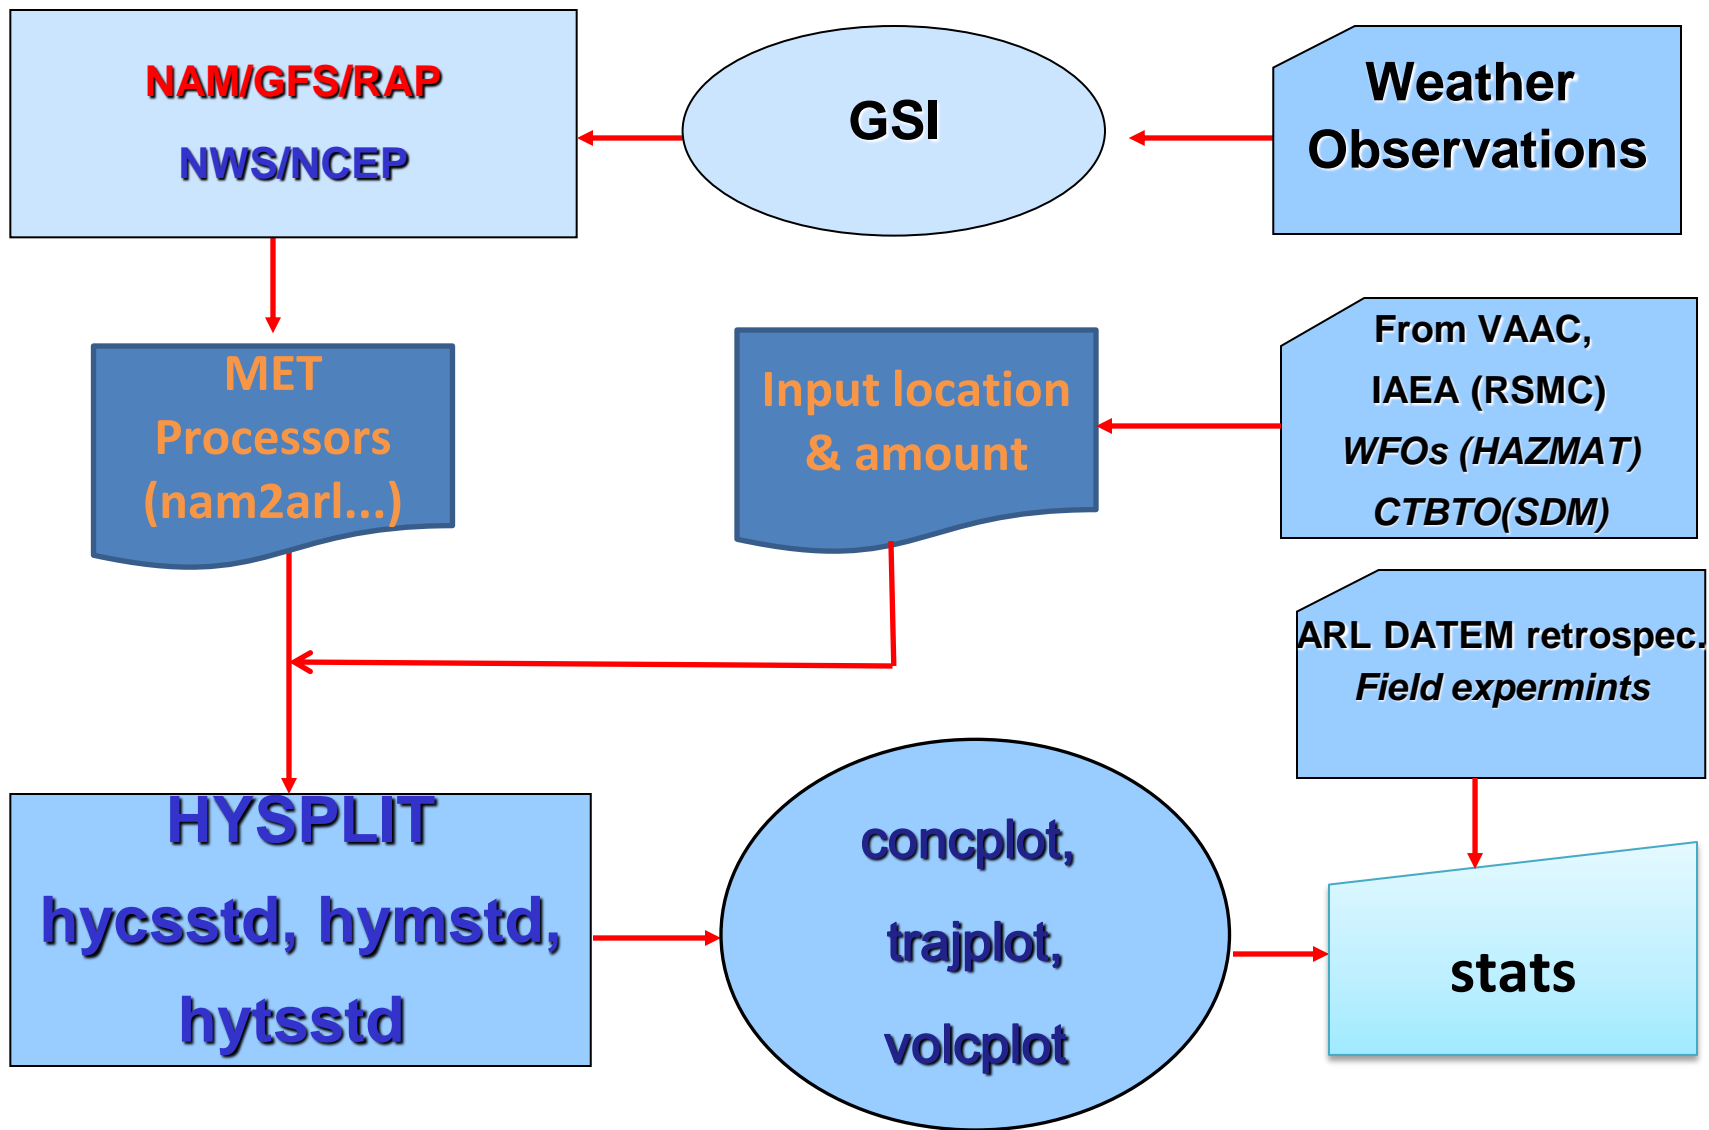 NAM/GFS/RAP
NWS/NCEP
GSI
Weather
Observations
MET
Processors
(nam2arl...)
Input location
& amount
From VAAC,
IAEA (RSMC)
WFOs (HAZMAT)
CTBTO(SDM)
ARL DATEM retrospec.
Field expermints
HYSPLIT
hycsstd, hymstd,
hytsstd
concplot,
trajplot,
volcplot
stats